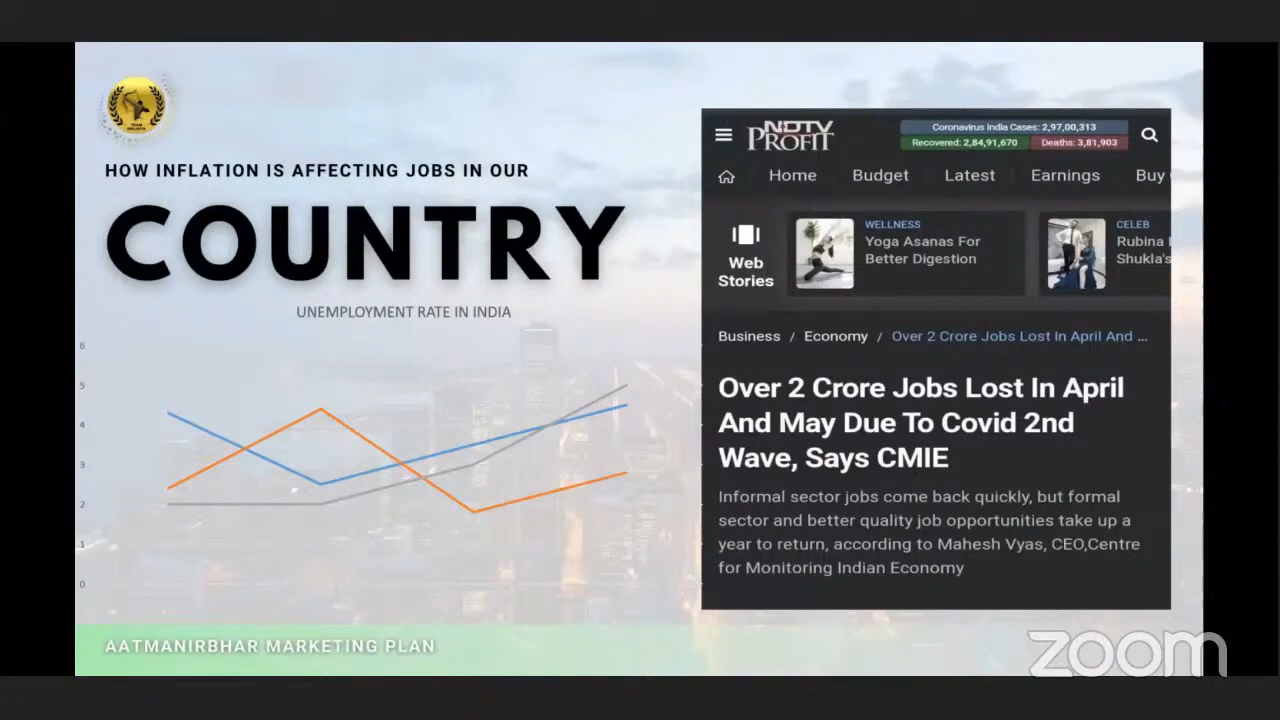 HOW INFLATION IS AFFECTING JOBS IN OUR
COUNTRY
UNEMPLOYMENT RATE IN INDIA
6
5
4
3
2
1
0
AATMANIRBHAR MARKETING PLAN
NDTV
PROFIT
Coronavirus India Cases: 2,97,00,313
Recovered: 2,84,91,670 Deaths: 3,81,903
Home Budget Latest Earnings Buy
Web
Stories
WELLNESS
Yoga Asanas For
Better Digestion
CELEB
Rubina
Shukla's
Business / Economy / Over 2 Crore Jobs Lost In April And ...
Over 2 Crore Jobs Lost In April
And May Due To Covid 2nd
Wave, Says CMIE
Informal sector jobs come back quickly, but formal
sector and better quality job opportunities take up a
year to return, according to Mahesh Vyas, CEO,Centre
for Monitoring Indian Economy
zoom